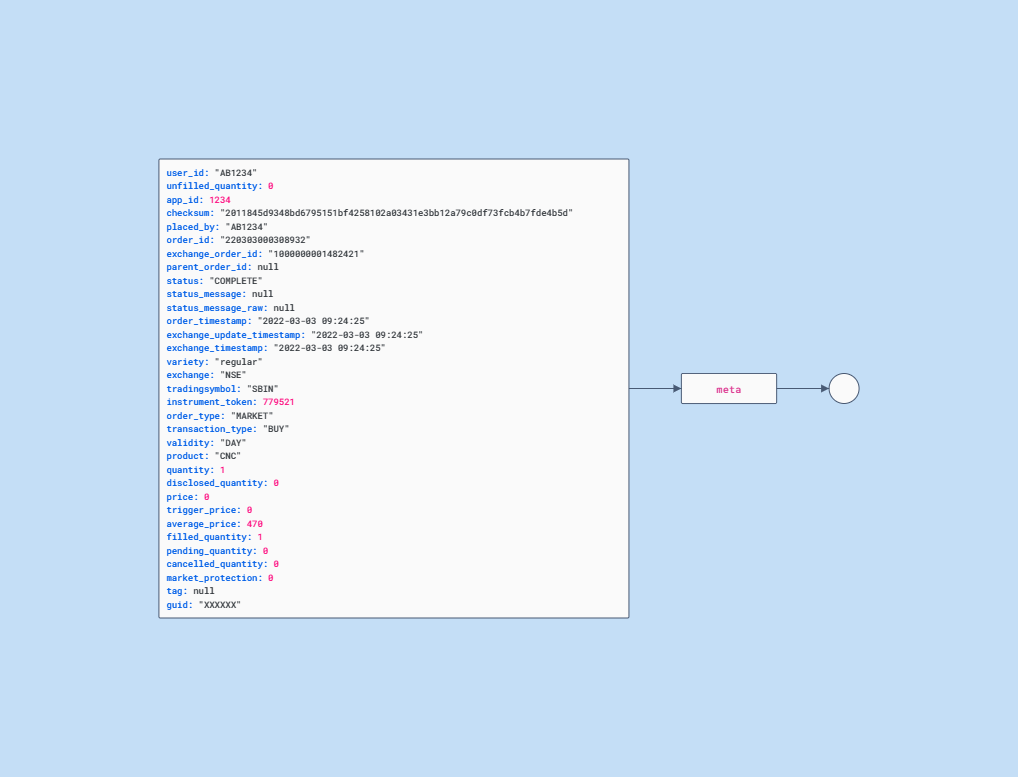 user_id: "AB1234"
unfilled_quantity: 0
app_id: 1234
checksum: "2011845d9348bd6795151bf4258102a03431e3bb12a79c0df73fcb4b7fde4b5d"
placed_by: "AB1234"
order_id: "220303000308932"
exchange_order_id: "1000000001482421"
parent_order_id: null
status: "COMPLETE"
status_message: null
status_message_raw: null
order_timestamp: "2022-03-03 09:24:25"
exchange_update_timestamp: "2022-03-03 09:24:25"
exchange_timestamp: "2022-03-03 09:24:25"
variety: "regular"
exchange: "NSE"
tradingsymbol: "SBIN"
instrument_token: 779521
order_type: "MARKET"
transaction_type: "BUY"
validity: "DAY"
product: "CNC"
quantity: 1
disclosed_quantity: 0
price: 0
trigger_price: 0
average_price: 470
filled_quantity: 1
pending_quantity: 0
cancelled_quantity: 0
market_protection: 0
tag: null
guid: "XXXXXX"
meta